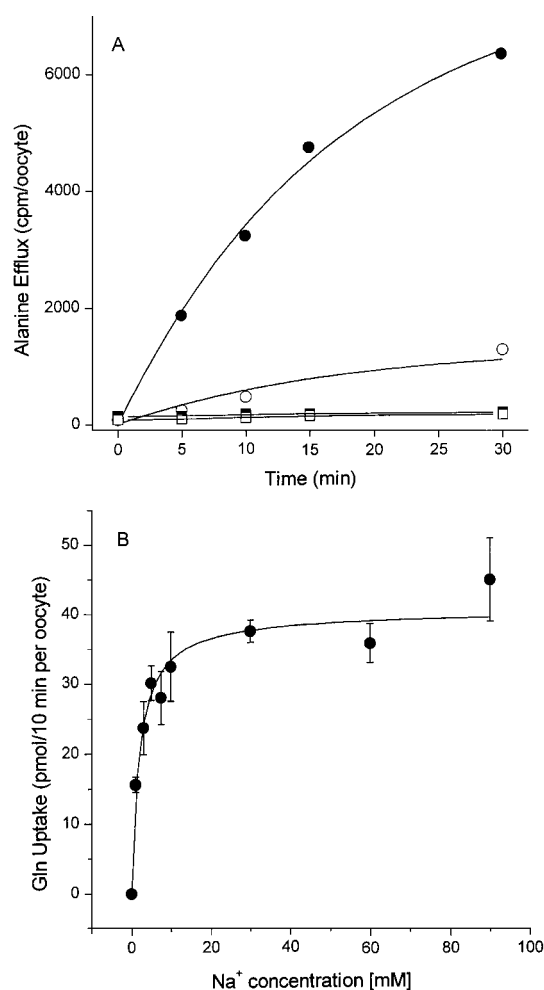 A
6000
4000
2000
0
Alanine Efflux (cpm/oocyte)
0 5 10 15 20 25 30
Time (min)
B
50
40
30
20
10
0
Gln Uptake (pmol/10 min per oocyte)
0 20 40 60 80 100
Na⁺ concentration [mM]